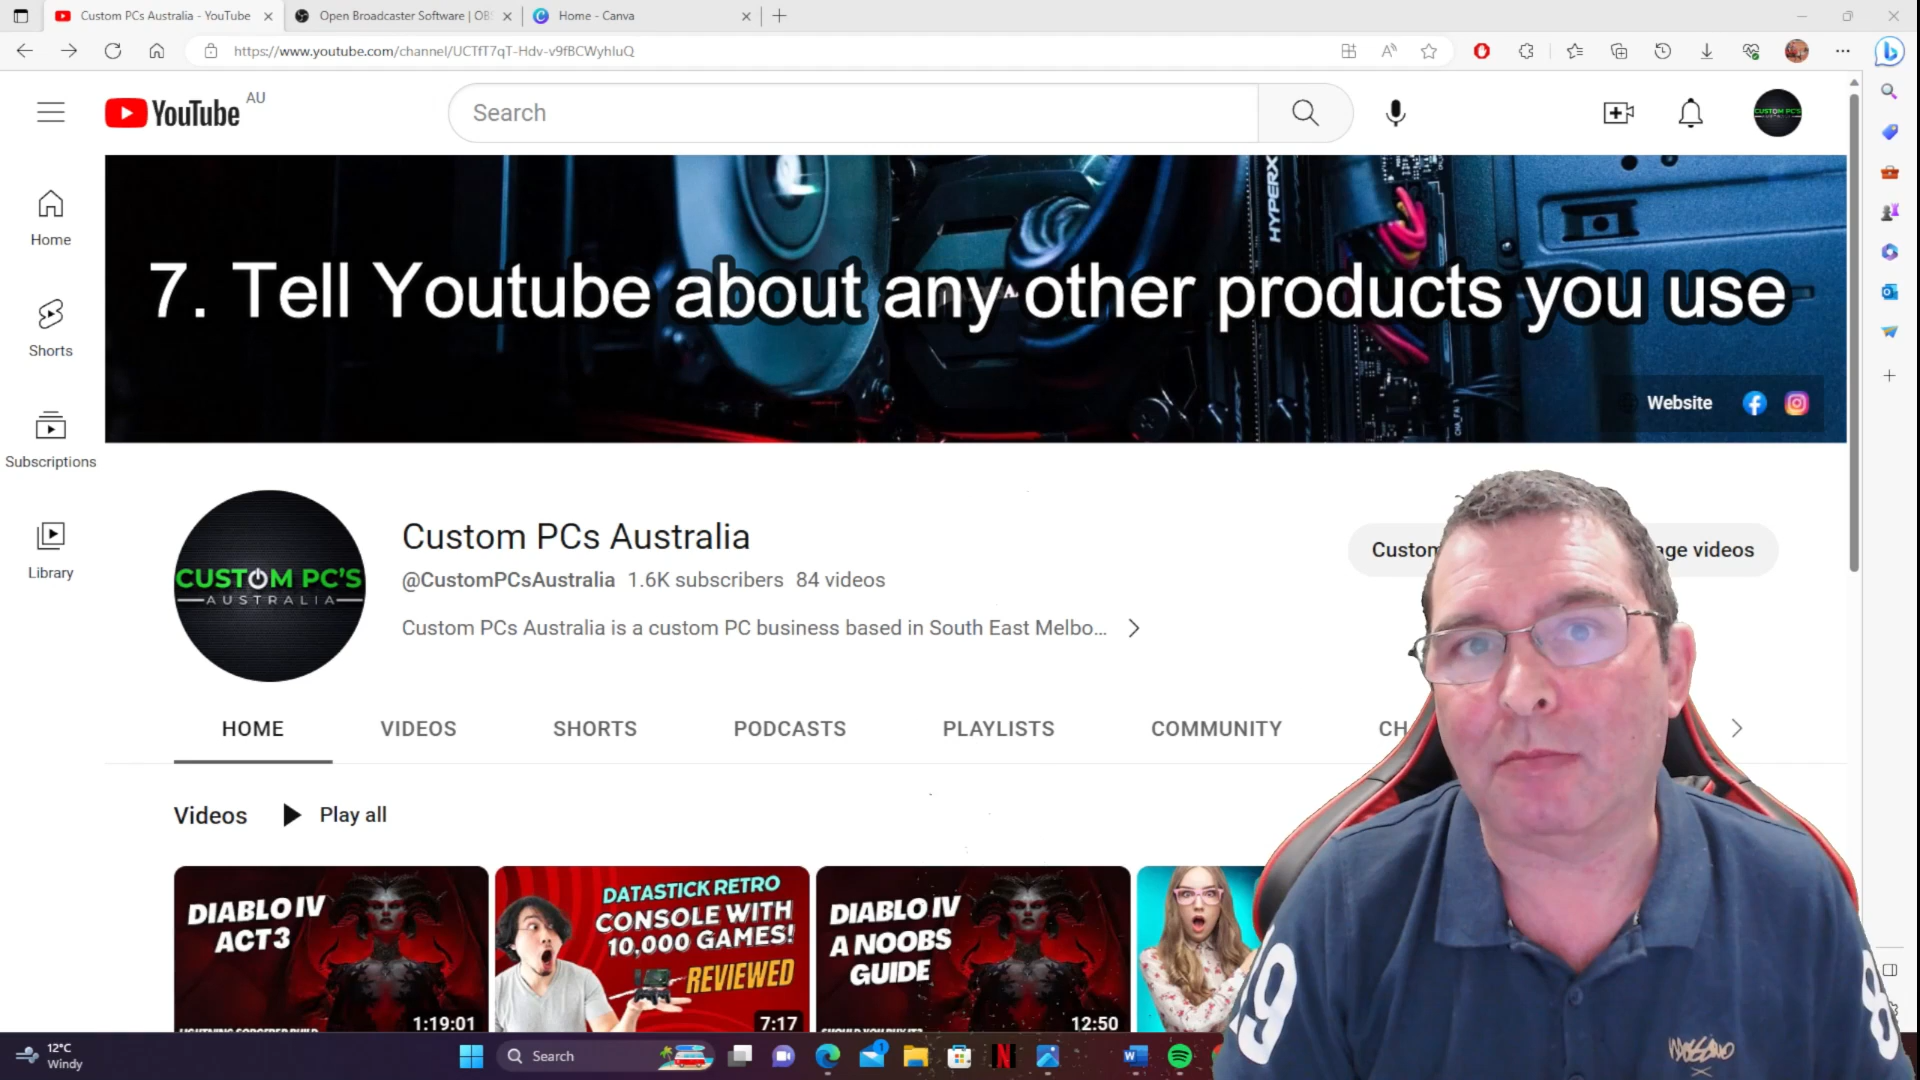 Custom PCs Australia - YouTube
Open Broadcaster Software | OBS
Home - Canva
https://www.youtube.com/channel/UCTfT7qT-Hdv-v9fBCWyhIuQ
YouTube AU
Search
Home
Shorts
Subscriptions
Library
HYPERX
7. Tell Youtube about any other products you use
Website
CUSTOM PC'S
AUSTRALIA
Custom PCs Australia
@CustomPCsAustralia 1.6K subscribers 84 videos
Custom PCs Australia is a custom PC business based in South East Melbo...
Custom
age videos
HOME VIDEOS SHORTS PODCASTS PLAYLISTS COMMUNITY CH
Videos Play all
DIABLO IV
ACT 3
1:19:01
DATASTICK RETRO
CONSOLE WITH
10,000 GAMES!
REVIEWED
7:17
DIABLO IV
A NOOBS
GUIDE
12:50
12°C
Windy
Search